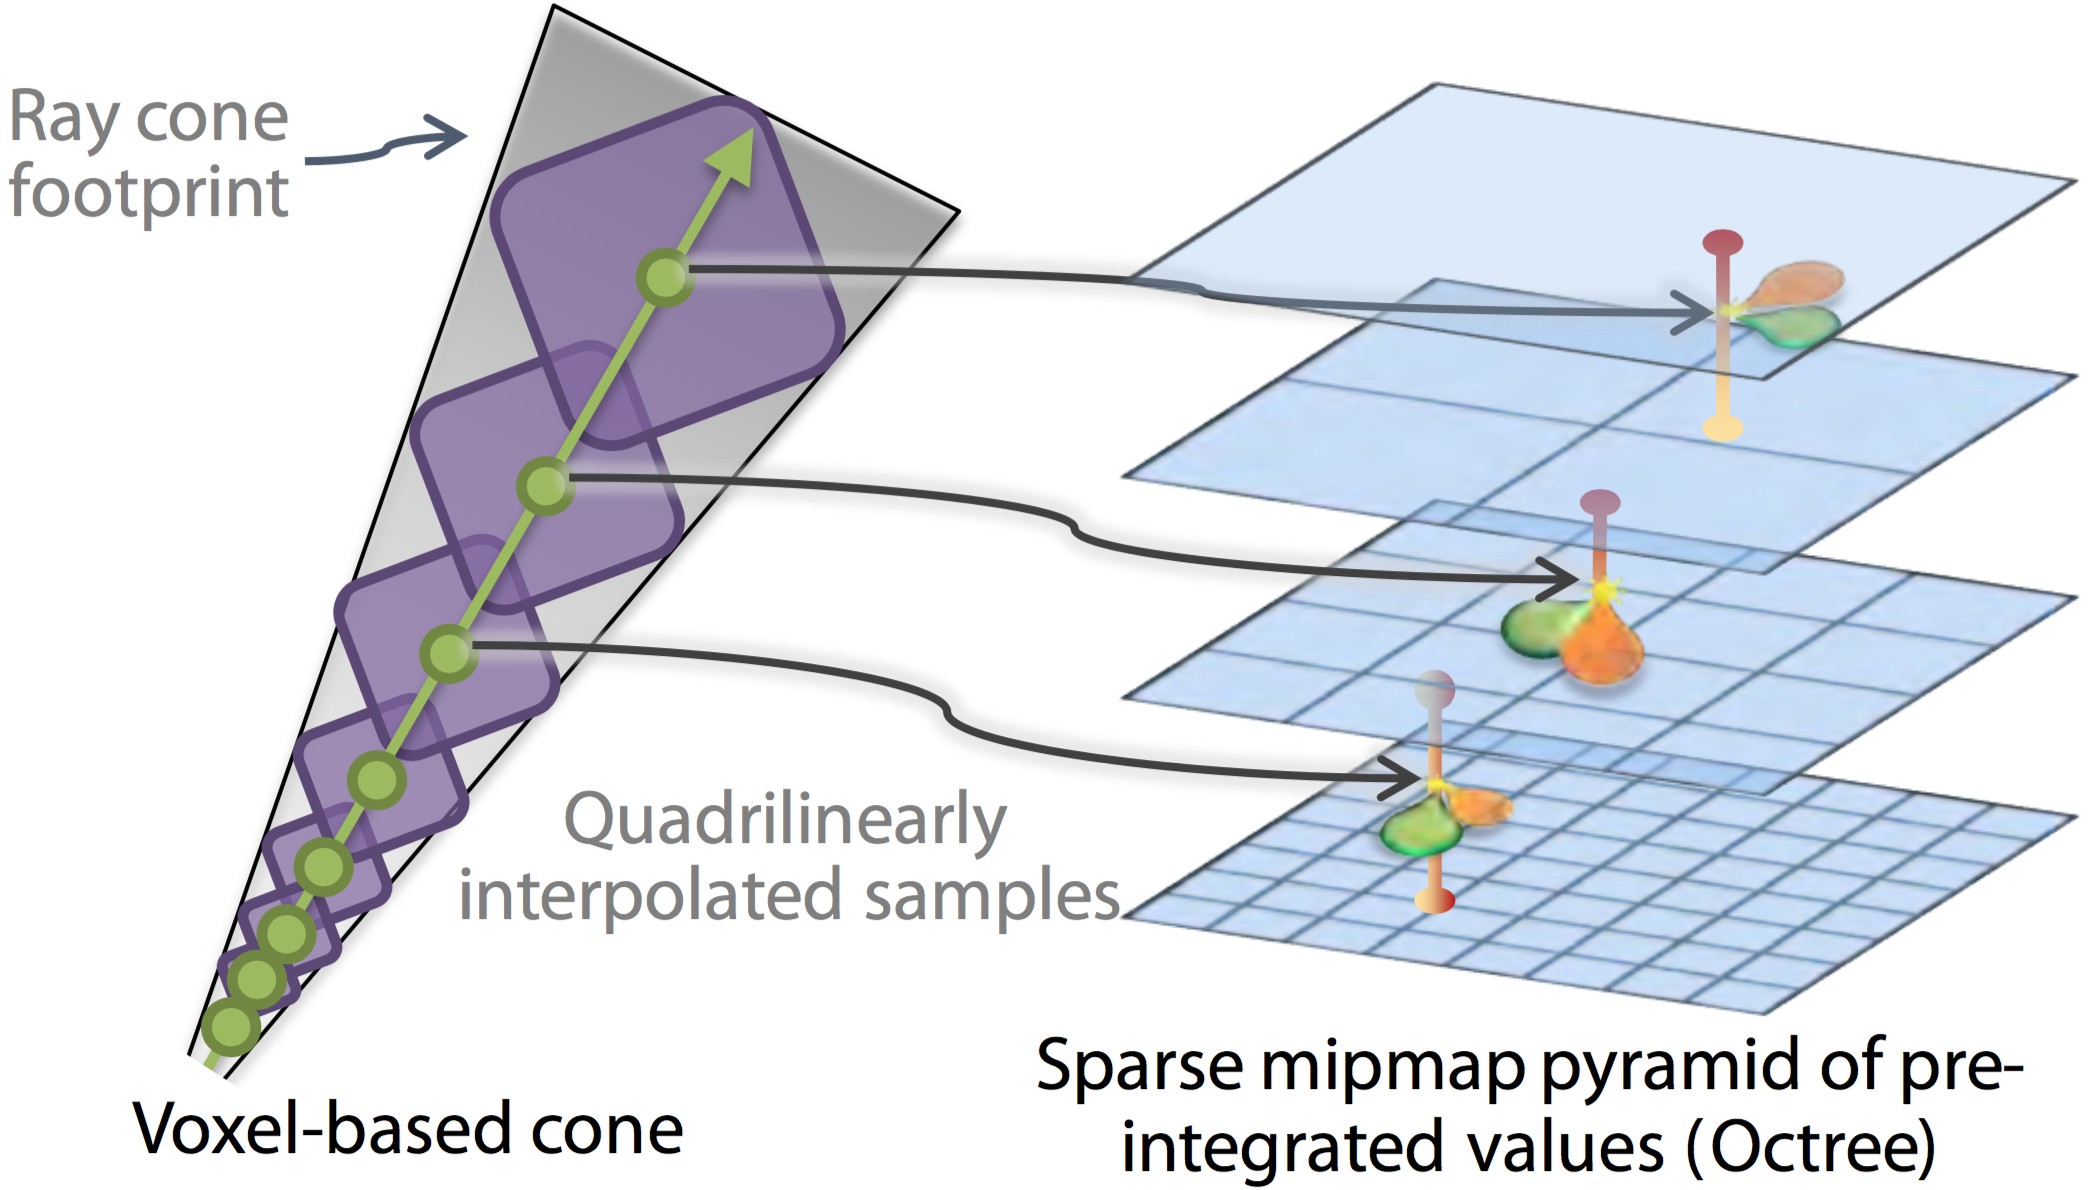 Ray cone
footprint
Quadrilinearly
interpolated samples
Voxel-based cone
Sparse mipmap pyramid of pre-
integrated values (Octree)